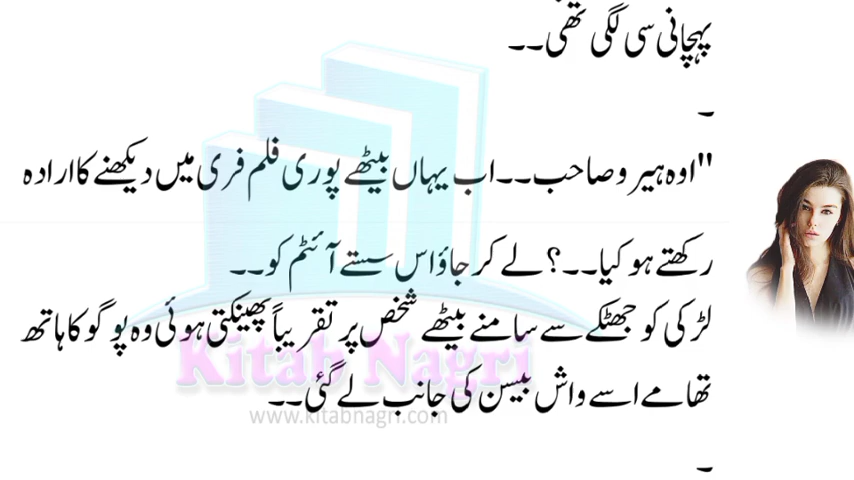 پہچانی سی لگی تھی۔۔
۔
"اوہ ہیرو صاحب۔۔اب یہاں بیٹھے پوری فلم فری میں دیکھنے کا ارادہ
رکھتے ہو کیا۔۔؟ لے کر جاؤ اس سستے آئٹم کو۔۔
لڑکی کو جھٹکے سے سامنے بیٹھے شخص پر تقریباً پھینکتی ہوئی وہ پوگو کا ہاتھ
تھامے اسے واش بیسن کی جانب لے گئی۔۔
Kitab Nagri
www.kitabnagri.com
۔